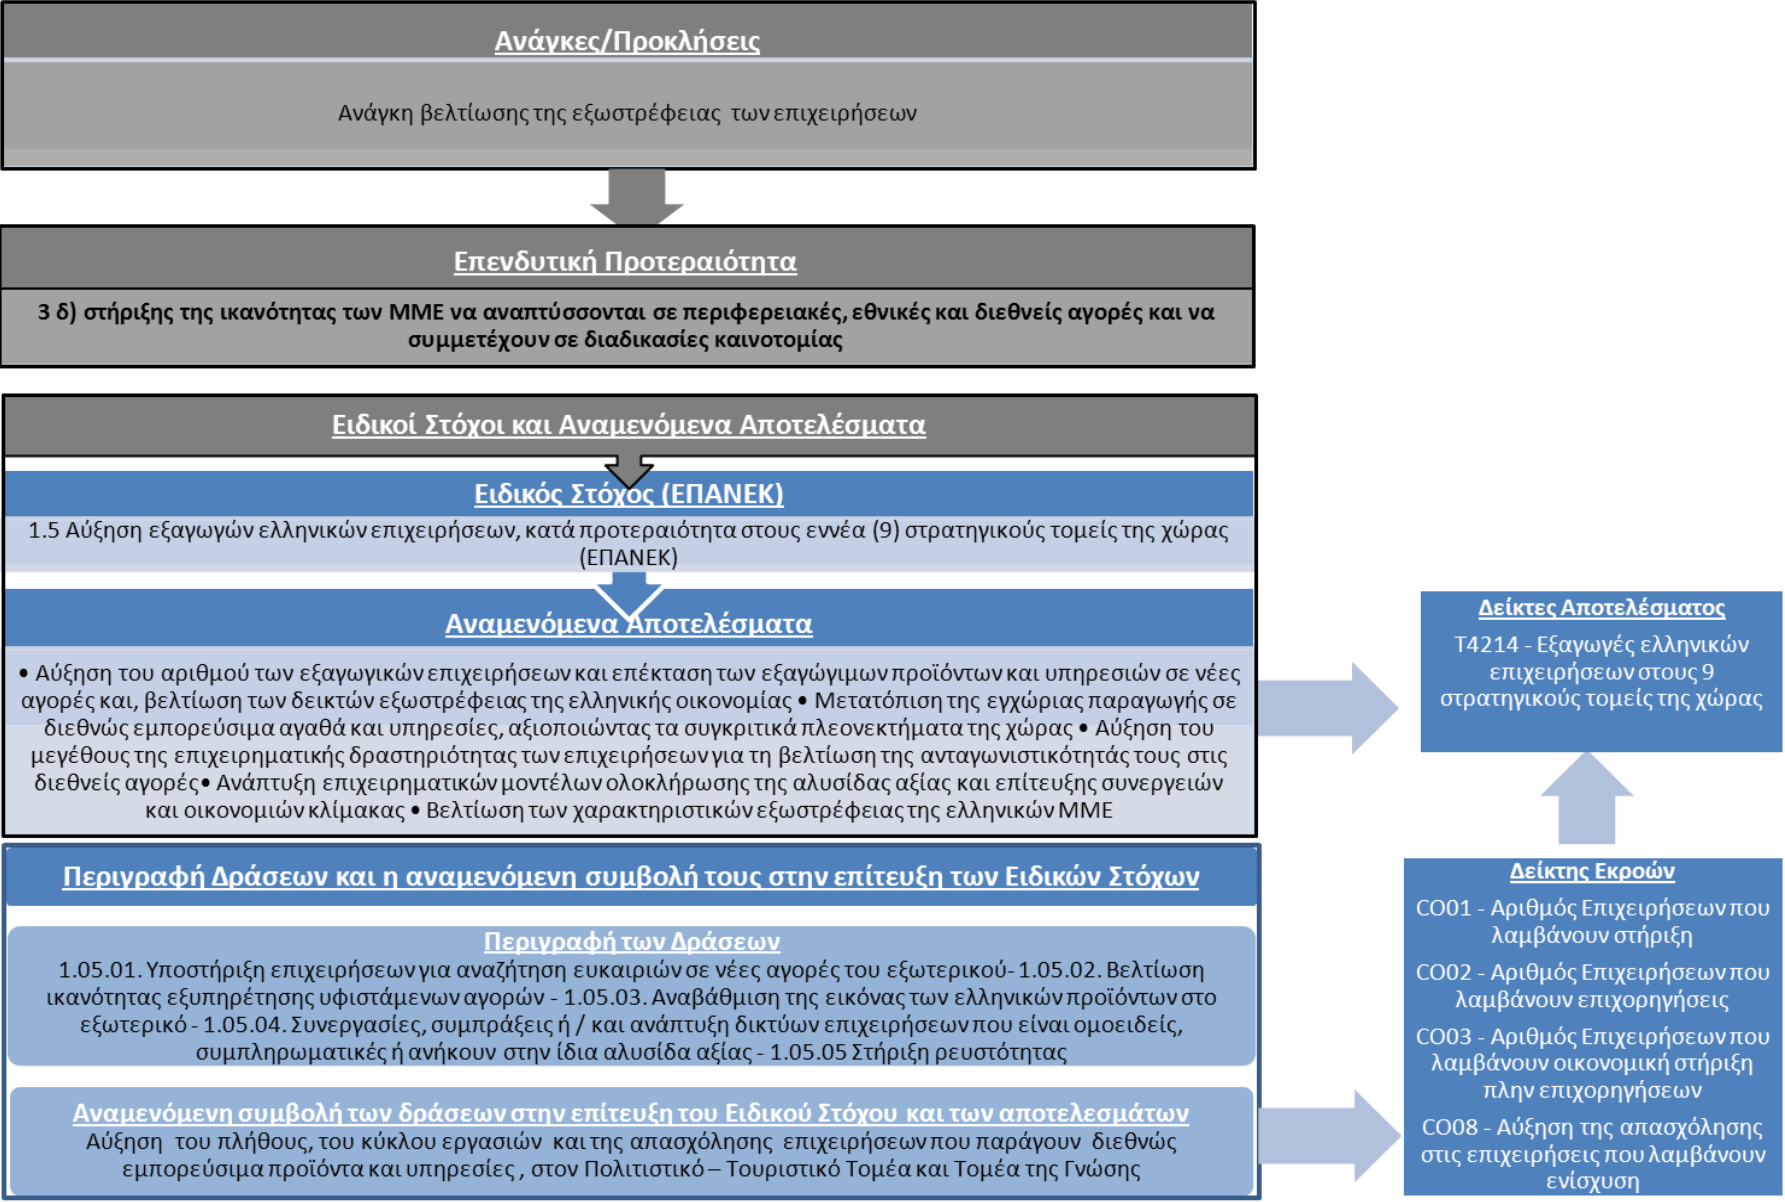 Ανάγκες/Προκλήσεις
Ανάγκη βελτίωσης της εξωστρέφειας των επιχειρήσεων
Επενδυτική Προτεραιότητα
3 δ) στήριξης της ικανότητας των ΜΜΕ να αναπτύσσονται σε περιφερειακές, εθνικές και διεθνείς αγορές και να
συμμετέχουν σε διαδικασίες καινοτομίας
Ειδικοί Στόχοι και Αναμενόμενα Αποτελέσματα
Ειδικός Στόχος (ΕΠΑΝΕΚ)
1.5 Αύξηση εξαγωγών ελληνικών επιχειρήσεων, κατά προτεραιότητα στους εννέα (9) στρατηγικούς τομείς της χώρας
(ΕΠΑΝΕΚ)
Αναμενόμενα Αποτελέσματα
• Αύξηση του αριθμού των εξαγωγικών επιχειρήσεων και επέκταση των εξαγώγιμων προϊόντων και υπηρεσιών σε νέες
αγορές και, βελτίωση των δεικτών εξωστρέφειας της ελληνικής οικονομίας • Μετατόπιση της εγχώριας παραγωγής σε
διεθνώς εμπορεύσιμα αγαθά και υπηρεσίες, αξιοποιώντας τα συγκριτικά πλεονεκτήματα της χώρας • Αύξηση του
μεγέθους της επιχειρηματικής δραστηριότητας των επιχειρήσεων για τη βελτίωση της ανταγωνιστικότητάς τους στις
διεθνείς αγορές• Ανάπτυξη επιχειρηματικών μοντέλων ολοκλήρωσης της αλυσίδας αξίας και επίτευξης συνεργειών
και οικονομιών κλίμακας • Βελτίωση των χαρακτηριστικών εξωστρέφειας της ελληνικών ΜΜΕ
Δείκτες Αποτελέσματος
Τ4214 - Εξαγωγές ελληνικών
επιχειρήσεων στους 9
στρατηγικούς τομείς της χώρας
Περιγραφή Δράσεων και η αναμενόμενη συμβολή τους στην επίτευξη των Ειδικών Στόχων
Περιγραφή των Δράσεων
1.05.01. Υποστήριξη επιχειρήσεων για αναζήτηση ευκαιριών σε νέες αγορές του εξωτερικού- 1.05.02. Βελτίωση
ικανότητας εξυπηρέτησης υφιστάμενων αγορών - 1.05.03. Αναβάθμιση της εικόνας των ελληνικών προϊόντων στο
εξωτερικό - 1.05.04. Συνεργασίες, συμπράξεις ή / και ανάπτυξη δικτύων επιχειρήσεων που είναι ομοειδείς,
συμπληρωματικές ή ανήκουν στην ίδια αλυσίδα αξίας - 1.05.05 Στήριξη ρευστότητας
Αναμενόμενη συμβολή των δράσεων στην επίτευξη του Ειδικού Στόχου και των αποτελεσμάτων
Αύξηση του πλήθους, του κύκλου εργασιών και της απασχόλησης επιχειρήσεων που παράγουν διεθνώς
εμπορεύσιμα προϊόντα και υπηρεσίες , στον Πολιτιστικό – Τουριστικό Τομέα και Τομέα της Γνώσης
Δείκτης Εκροών
CO01 - Αριθμός Επιχειρήσεων που
λαμβάνουν στήριξη
CO02 - Αριθμός Επιχειρήσεων που
λαμβάνουν επιχορηγήσεις
CO03 - Αριθμός Επιχειρήσεων που
λαμβάνουν οικονομική στήριξη
πλην επιχορηγήσεων
CO08 - Αύξηση της απασχόλησης
στις επιχειρήσεις που λαμβάνουν
ενίσχυση